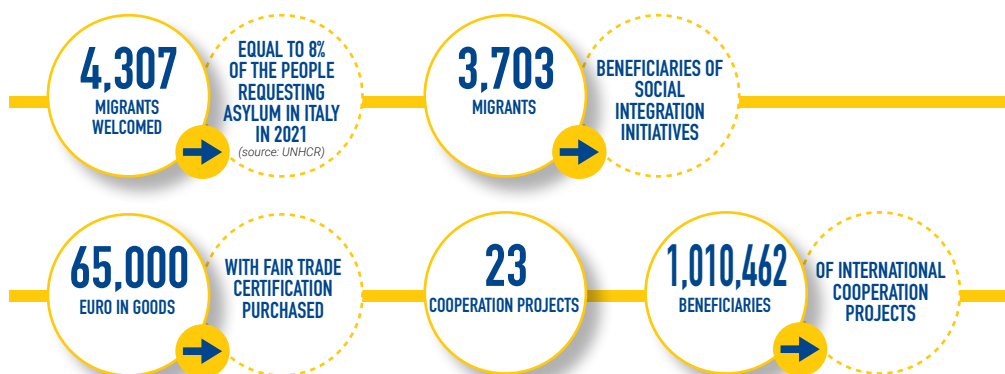 4,307
MIGRANTS
WELCOMED
EQUAL TO 8%
OF THE PEOPLE
REQUESTING
ASYLUM IN ITALY
IN 2021
(source: UNHCR)
3,703
MIGRANTS
BENEFICIARIES OF
SOCIAL
INTEGRATION
INITIATIVES
65,000
EURO IN GOODS
WITH FAIR TRADE
CERTIFICATION
PURCHASED
23
COOPERATION PROJECTS
1,010,462
BENEFICIARIES
OF INTERNATIONAL
COOPERATION
PROJECTS